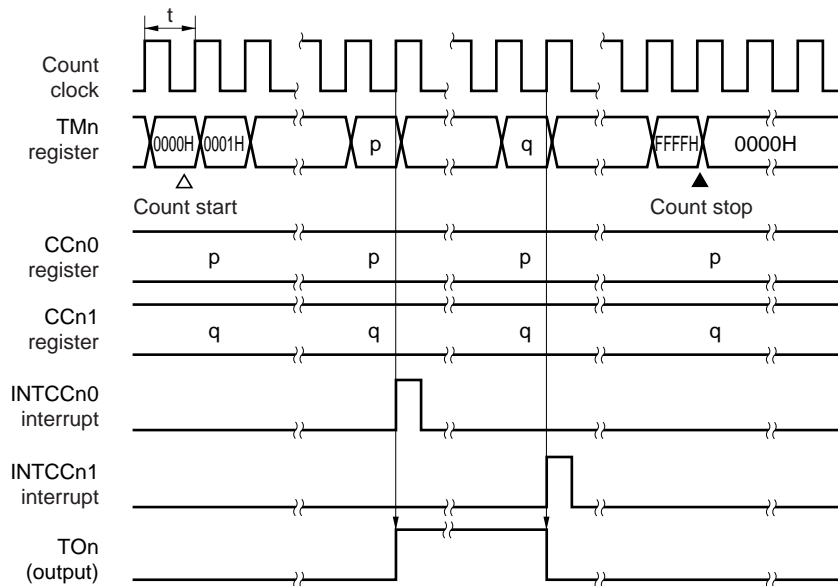 t
Count
clock
TMn
register
0000H 0001H p q FFFFH 0000H
Count start Count stop
CCn0
register
p p p p
CCn1
register
q q q q
INTCCn0
interrupt
INTCCn1
interrupt
TOn
(output)